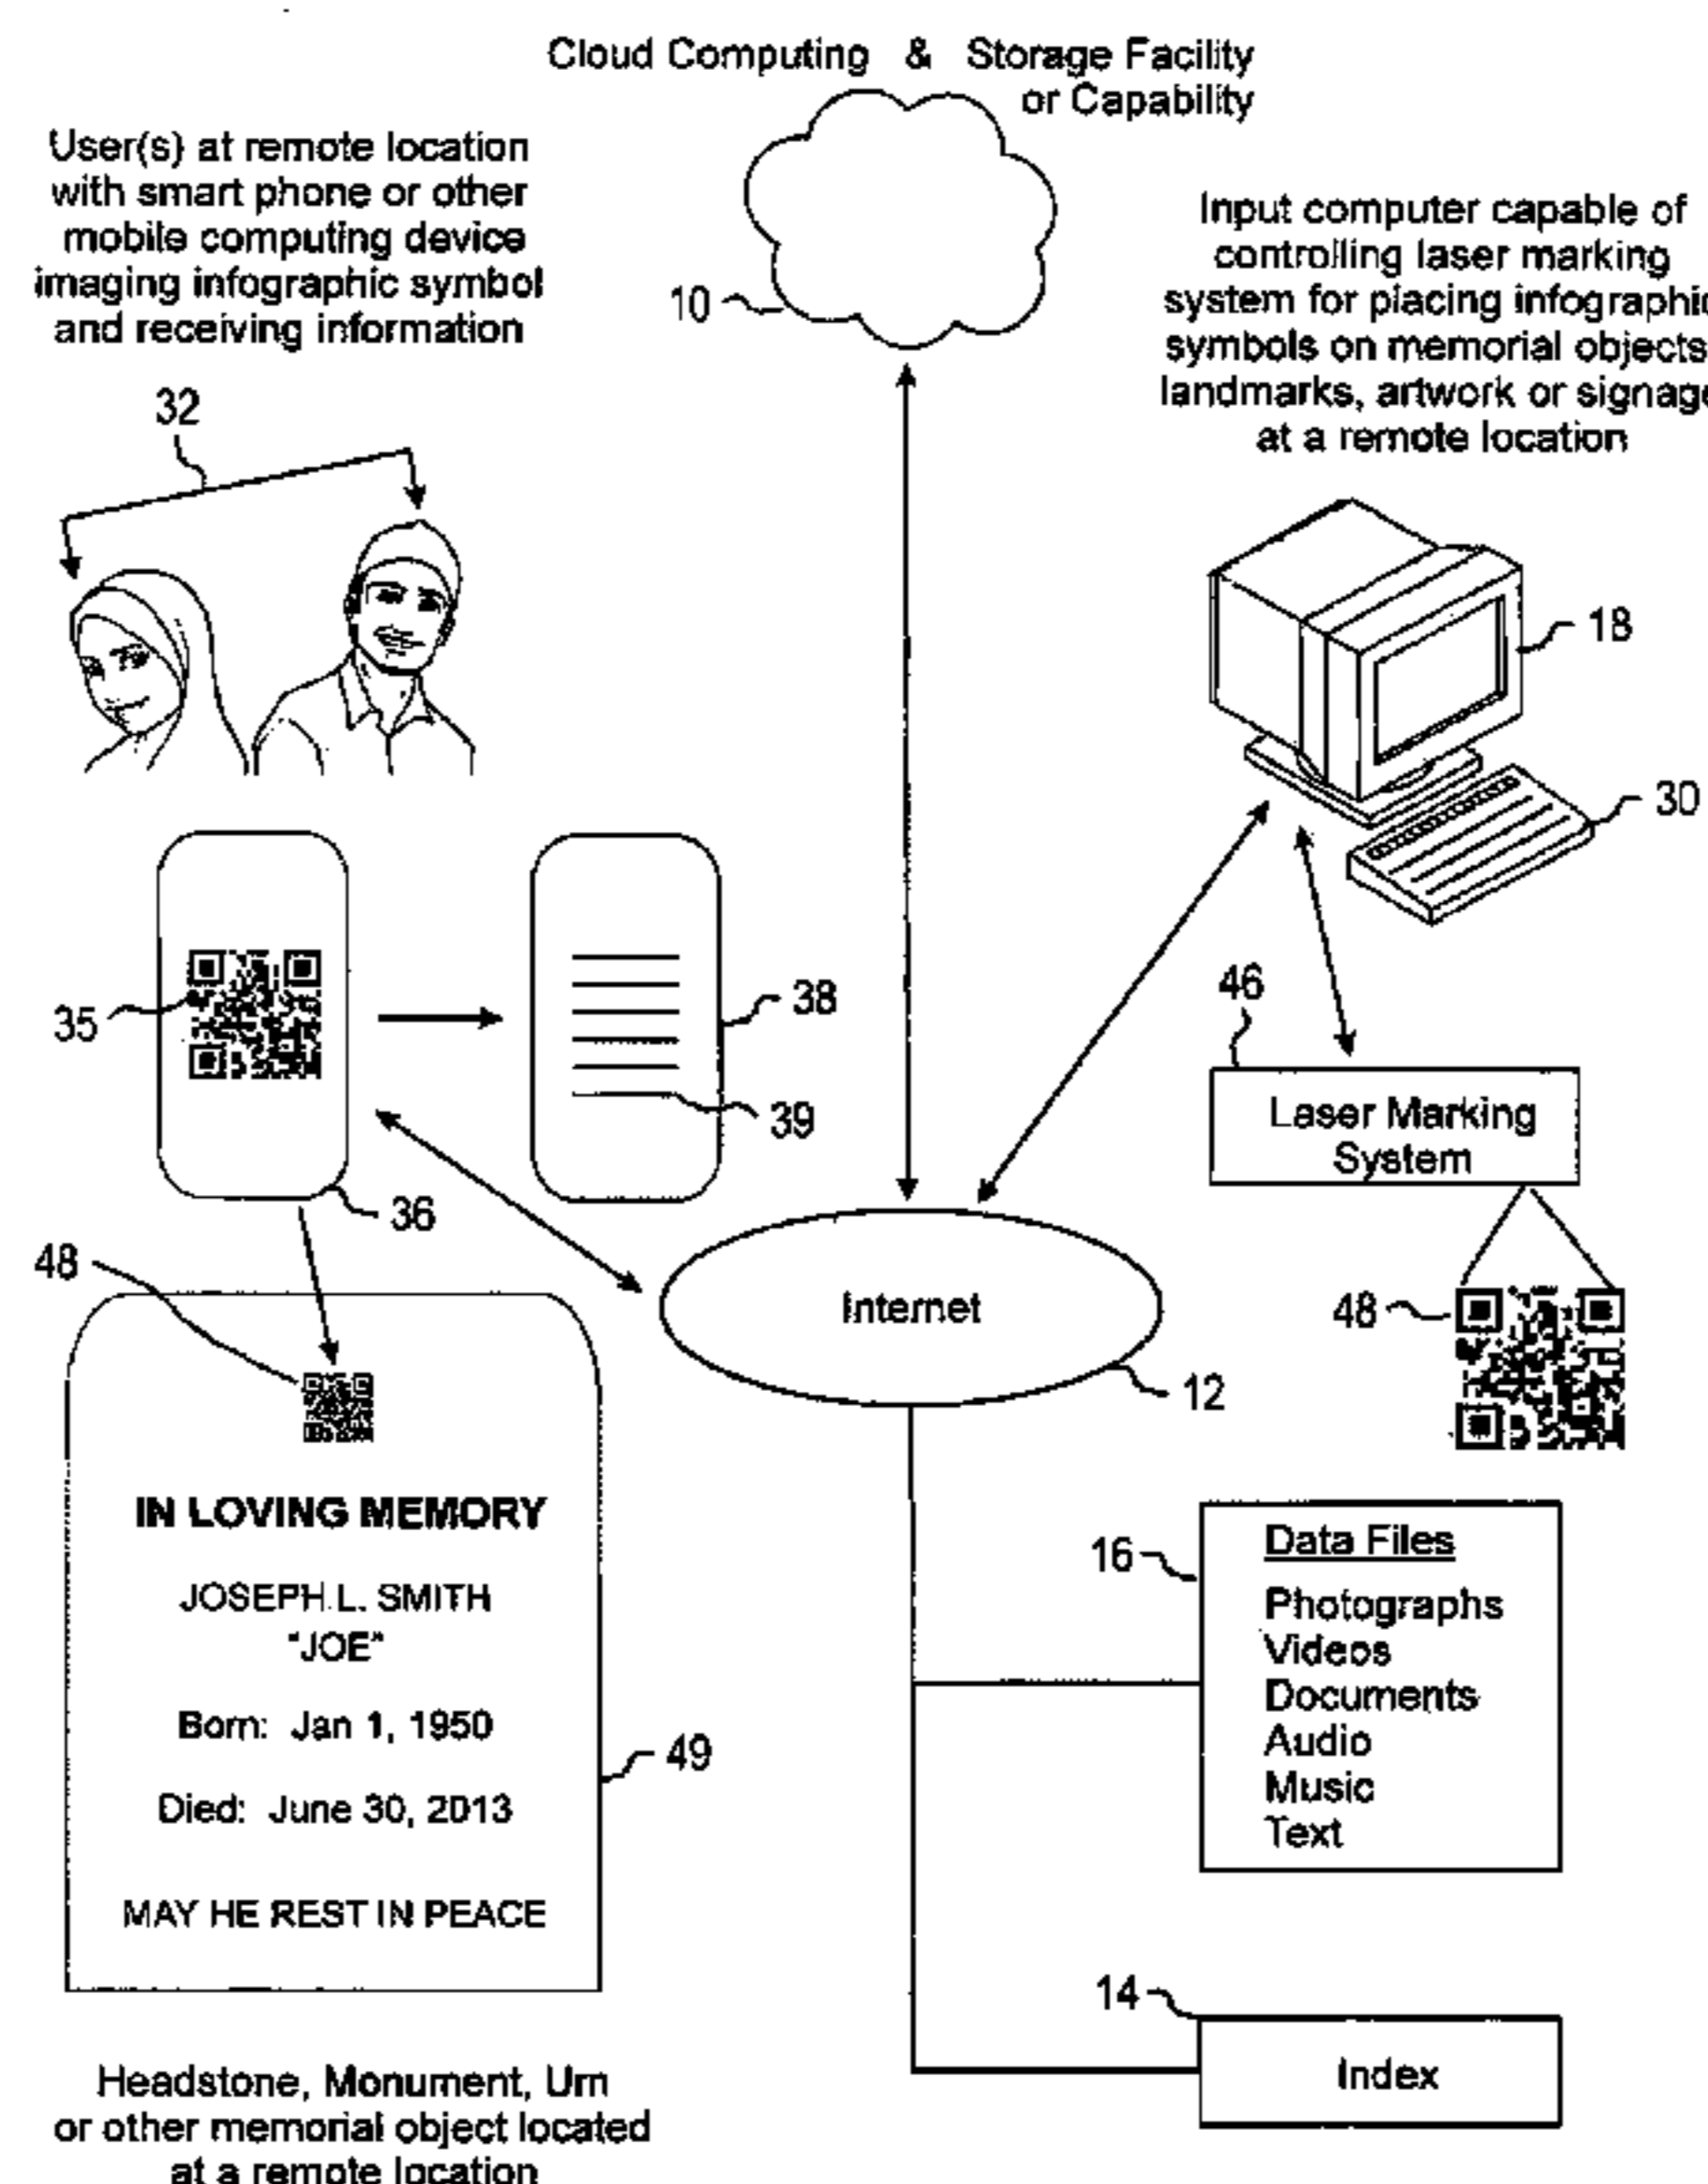 Cloud Computing & Storage Facility
or Capability
User(s) at remote location
with smart phone or other
mobile computing device
imaging infographic symbol
and receiving information
Input computer capable of
controlling laser marking
system for placing infographic
symbols on memorial objects
landmarks, artwork or signage
at a remote location
10
32
18
30
35
38
39
36
46
Laser Marking
System
48
48
Internet
12
IN LOVING MEMORY
JOSEPH L. SMITH
"JOE"
Born: Jan 1, 1950
Died: June 30, 2013
MAY HE REST IN PEACE
49
16
Data Files
Photographs
Videos
Documents
Audio
Music
Text
14
Index
Headstone, Monument, Urn
or other memorial object located
at a remote location